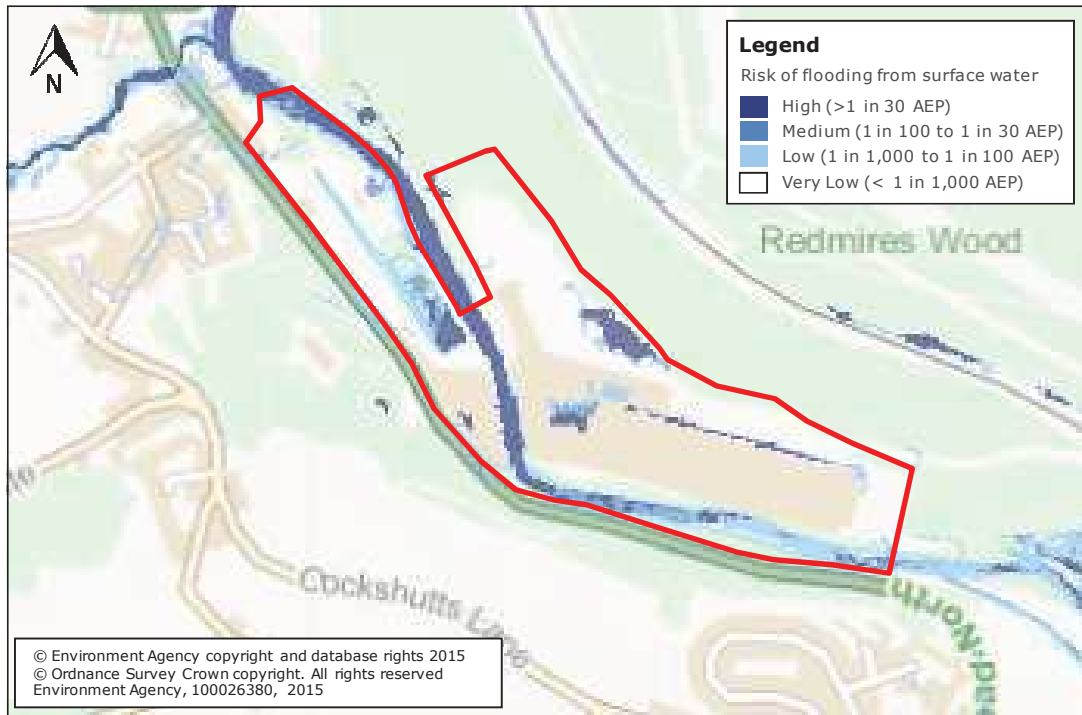 N
Legend
Risk of flooding from surface water
High (>1 in 30 AEP)
Medium (1 in 100 to 1 in 30 AEP)
Low (1 in 1,000 to 1 in 100 AEP)
Very Low (< 1 in 1,000 AEP)
Redmires Wood
Cockshutts Lane
© Environment Agency copyright and database rights 2015
© Ordnance Survey Crown copyright. All rights reserved
Environment Agency, 100026380, 2015